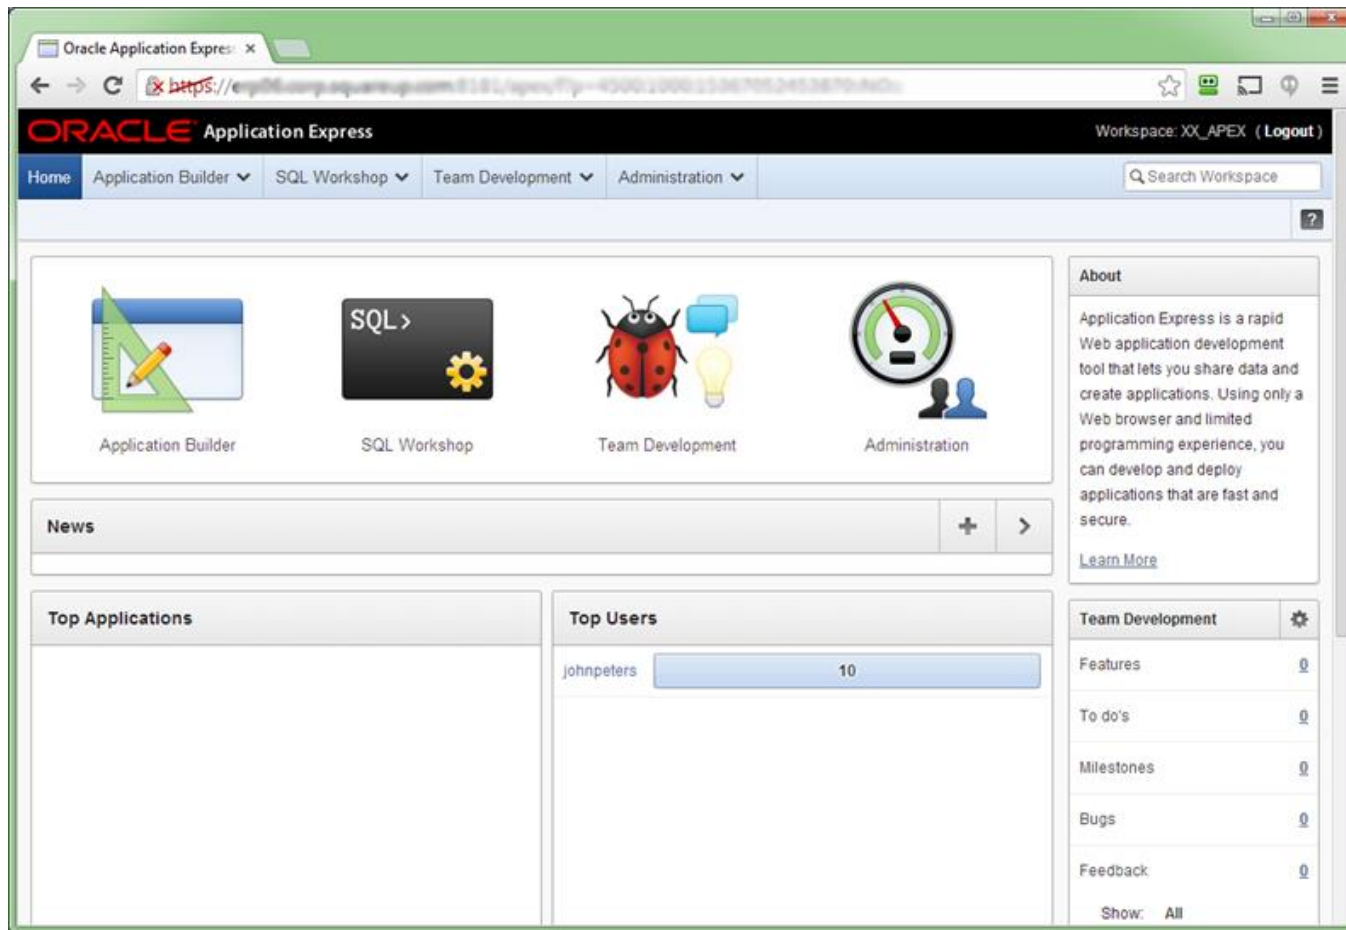 Oracle Application Expres
https://
ORACLE Application Express
Workspace: XX_APEX ( Logout )
Home
Application Builder
SQL Workshop
Team Development
Administration
Search Workspace
?
SQL>
Application Builder
SQL Workshop
Team Development
Administration
About
Application Express is a rapid
Web application development
tool that lets you share data and
create applications. Using only a
Web browser and limited
programming experience, you
can develop and deploy
applications that are fast and
secure.
Learn More
News
Top Applications
Top Users
johnpeters 10
Team Development
Features 0
To do's 0
Milestones 0
Bugs 0
Feedback 0
Show: All